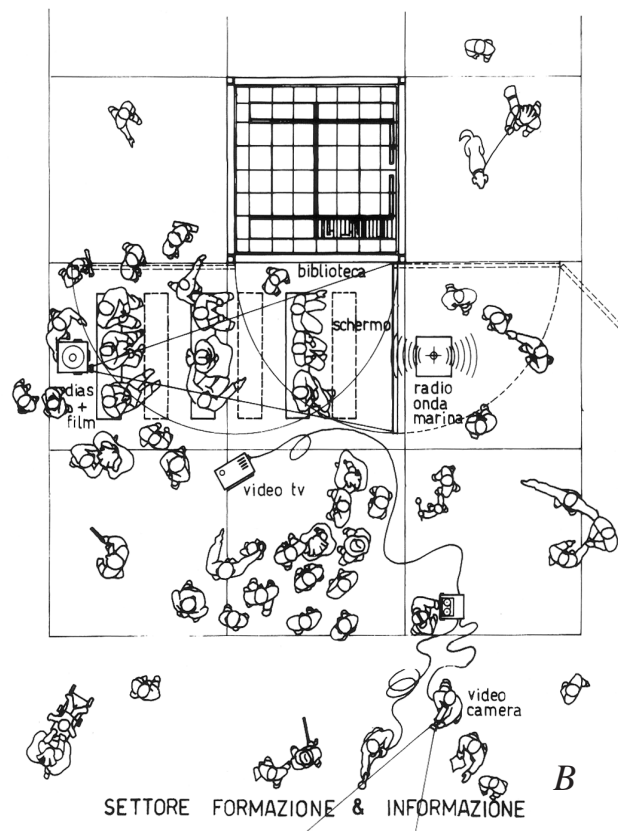 biblioteca
schermo
dias
+
film
radio
onda
marina
video tv
video
camera
B
SETTORE FORMAZIONE & INFORMAZIONE